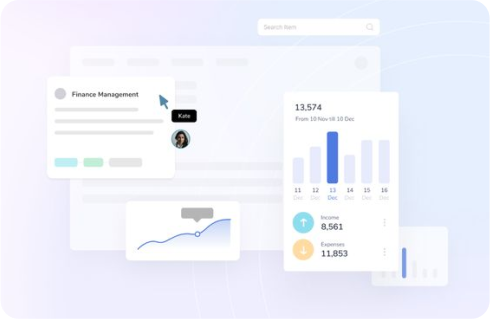 Search Item
Finance Management
Kate
13,574
From 10 Nov till 10 Dec
11 12 13 14 15 16
Dec Dec Dec Dec Dec Dec
Income
8,561
Expenses
11,853